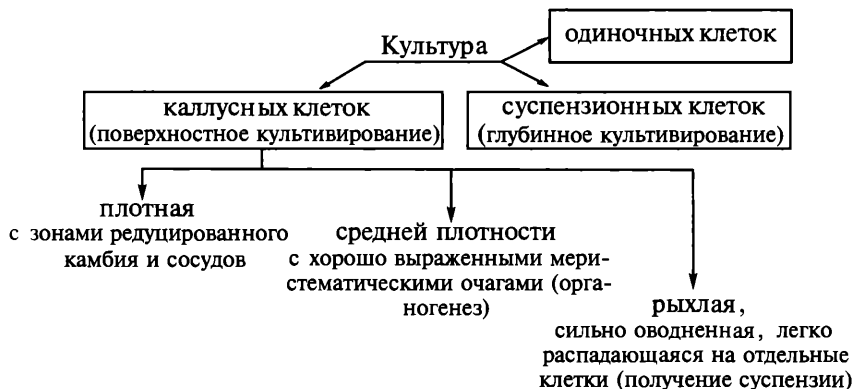 Культура
одиночных клеток
каллусных клеток
(поверхностное культивирование)
суспензионных клеток
(глубинное культивирование)
плотная
с зонами редуцированного
камбия и сосудов
средней плотности
с хорошо выраженными мери-
стематическими очагами (орга-
ногенез)
рыхлая,
сильно оводненная, легко
распадающаяся на отдельные
клетки (получение суспензии)